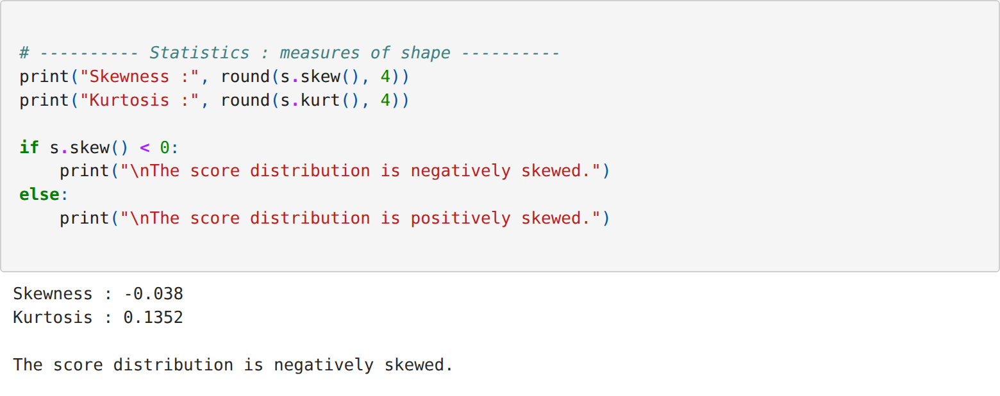 # ---------- Statistics : measures of shape ----------
print("Skewness :", round(s.skew(), 4))
print("Kurtosis :", round(s.kurt(), 4))

if s.skew() < 0:
    print("\nThe score distribution is negatively skewed.")
else:
    print("\nThe score distribution is positively skewed.")

Skewness : -0.038
Kurtosis : 0.1352

The score distribution is negatively skewed.